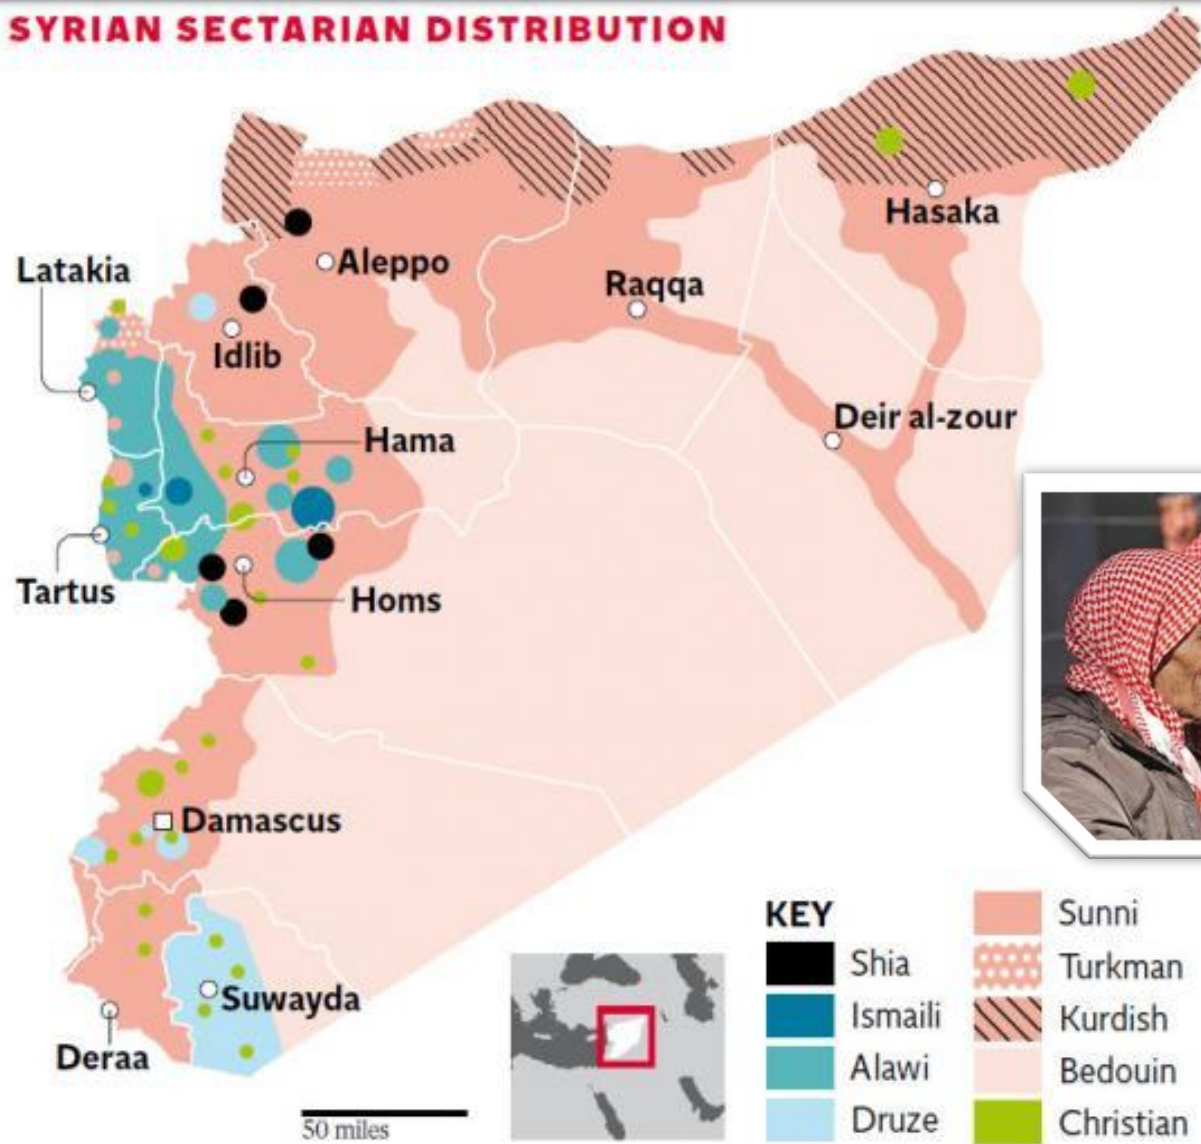 SYRIAN SECTARIAN DISTRIBUTION
Hasaka
Aleppo
Latakia
Raqqa
Idlib
Deir al-zour
Hama
Tartus
Homs
Damascus
Suwayda
Deraa
50 miles
KEY
Shia
Ismaili
Alawi
Druze
Sunni
Turkman
Kurdish
Bedouin
Christian